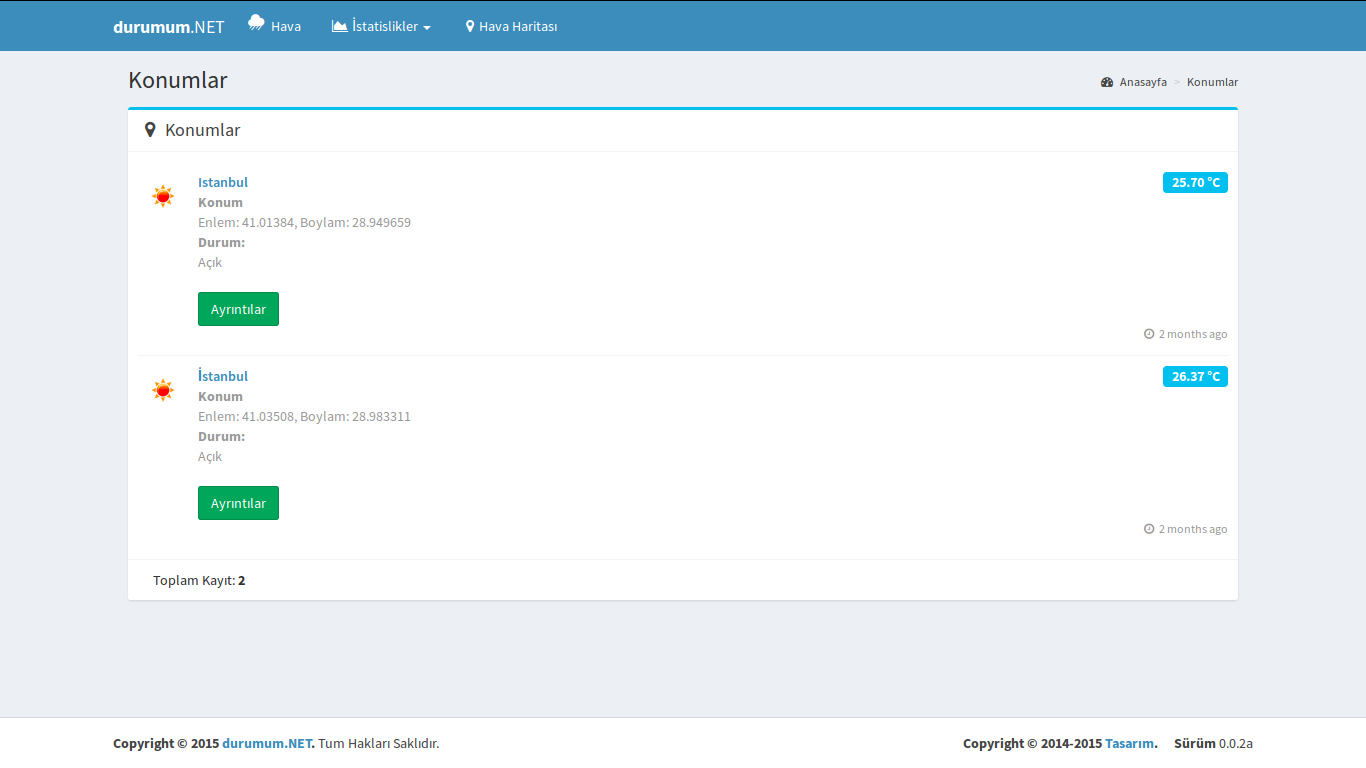 durumum.NET Hava İstatislikler Hava Haritası
Konumlar
Anasayfa > Konumlar
Konumlar
Istanbul 25.70 °C
Konum
Enlem: 41.01384, Boylam: 28.949659
Durum:
Açık
Ayrıntılar
2 months ago
İstanbul 26.37 °C
Konum
Enlem: 41.03508, Boylam: 28.983311
Durum:
Açık
Ayrıntılar
2 months ago
Toplam Kayıt: 2
Copyright © 2015 durumum.NET. Tum Hakları Saklıdır. Copyright © 2014-2015 Tasarım. Sürüm 0.0.2a